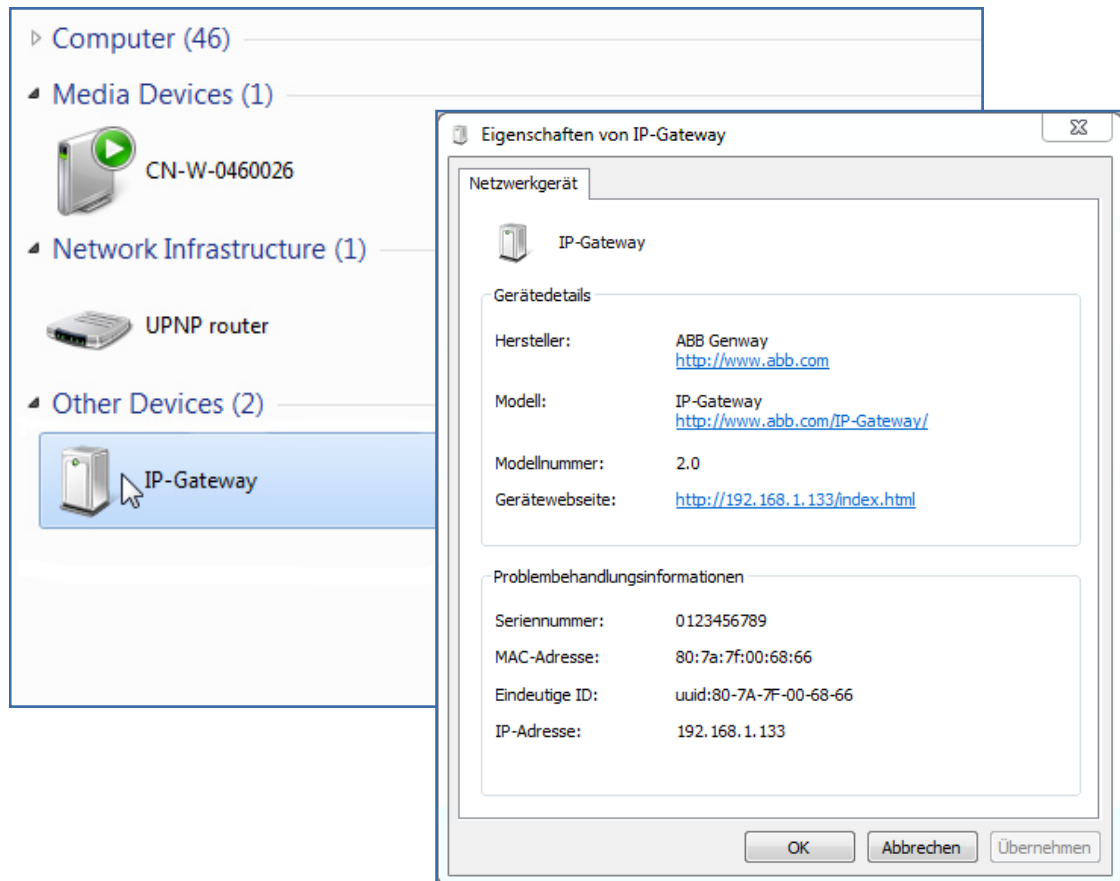 Computer (46)
Media Devices (1)
CN-W-0460026
Network Infrastructure (1)
UPNP router
Other Devices (2)
IP-Gateway
Eigenschaften von IP-Gateway
Netzwerkgerät
IP-Gateway
Gerätedetails
Hersteller: ABB Genway
http://www.abb.com
Modell: IP-Gateway
http://www.abb.com/IP-Gateway/
Modellnummer: 2.0
Gerätewebseite: http://192.168.1.133/index.html
Problembehandlungsinformationen
Seriennummer: 0123456789
MAC-Adresse: 80:7a:7f:00:68:66
Eindeutige ID: uuid:80-7A-7F-00-68-66
IP-Adresse: 192.168.1.133
OK Abbrechen Übernehmen